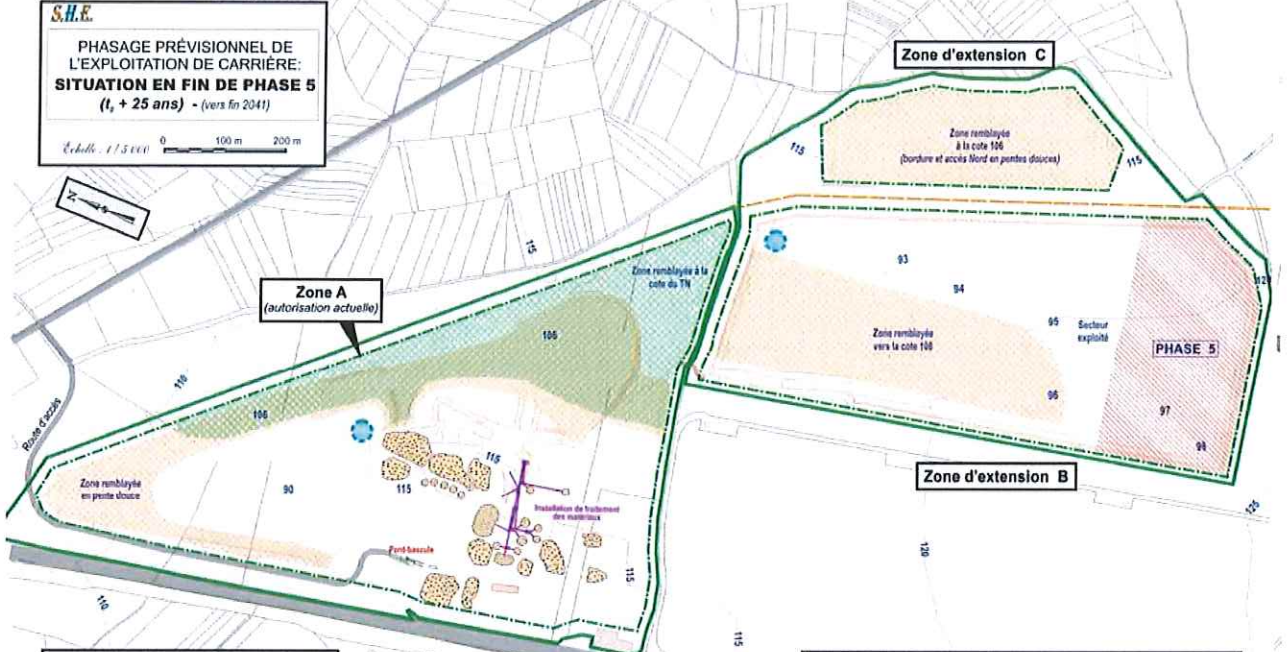 S.H.E.
PHASAGE PRÉVISIONNEL DE
L'EXPLOITATION DE CARRIÈRE:
SITUATION EN FIN DE PHASE 5
(t₀ + 25 ans) - (vers fin 2041)
Echelle : 1 / 5 000
0 100 m 200 m
N
Zone d'extension C
Zone remblayée
à la cote 106
(bordure et accès Nord en pentes douces)
115
115
115
Zone A
(autorisation actuelle)
Zone remblayée à la
cote du TN
106
110
106
Route d'accès
Zone remblayée
en pente douce
90
115
115
Installation de traitement
des matériaux
Pont-bascule
115
110
93
94
95
96
Zone remblayée
vers la cote 106
Secteur
exploité
PHASE 5
97
98
120
Zone d'extension B
125
120
115